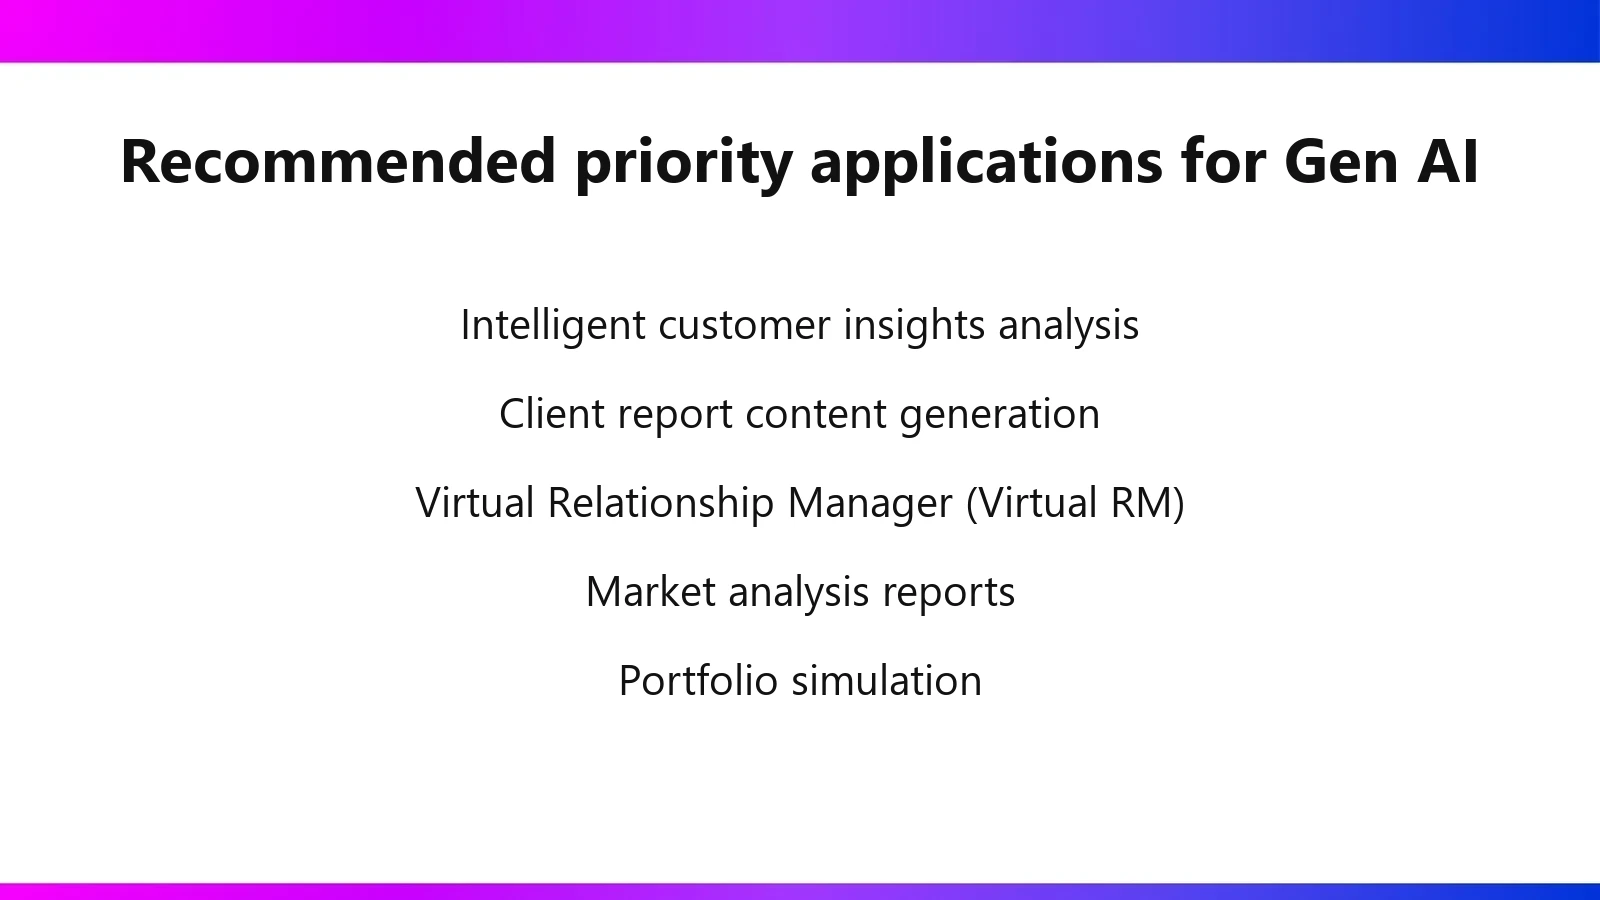 Recommended priority applications for Gen AI
Intelligent customer insights analysis
Client report content generation
Virtual Relationship Manager (Virtual RM)
Market analysis reports
Portfolio simulation